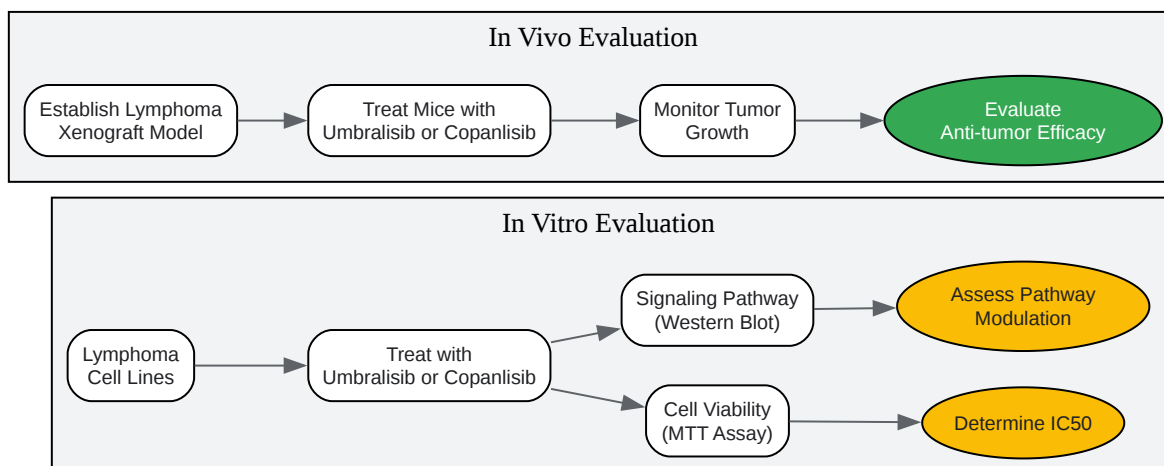 In Vivo Evaluation
Establish Lymphoma
Xenograft Model
Treat Mice with
Umbralisib or Copanlisib
Monitor Tumor
Growth
Evaluate
Anti-tumor Efficacy
In Vitro Evaluation
Lymphoma
Cell Lines
Treat with
Umbralisib or Copanlisib
Signaling Pathway
(Western Blot)
Assess Pathway
Modulation
Cell Viability
(MTT Assay)
Determine IC50